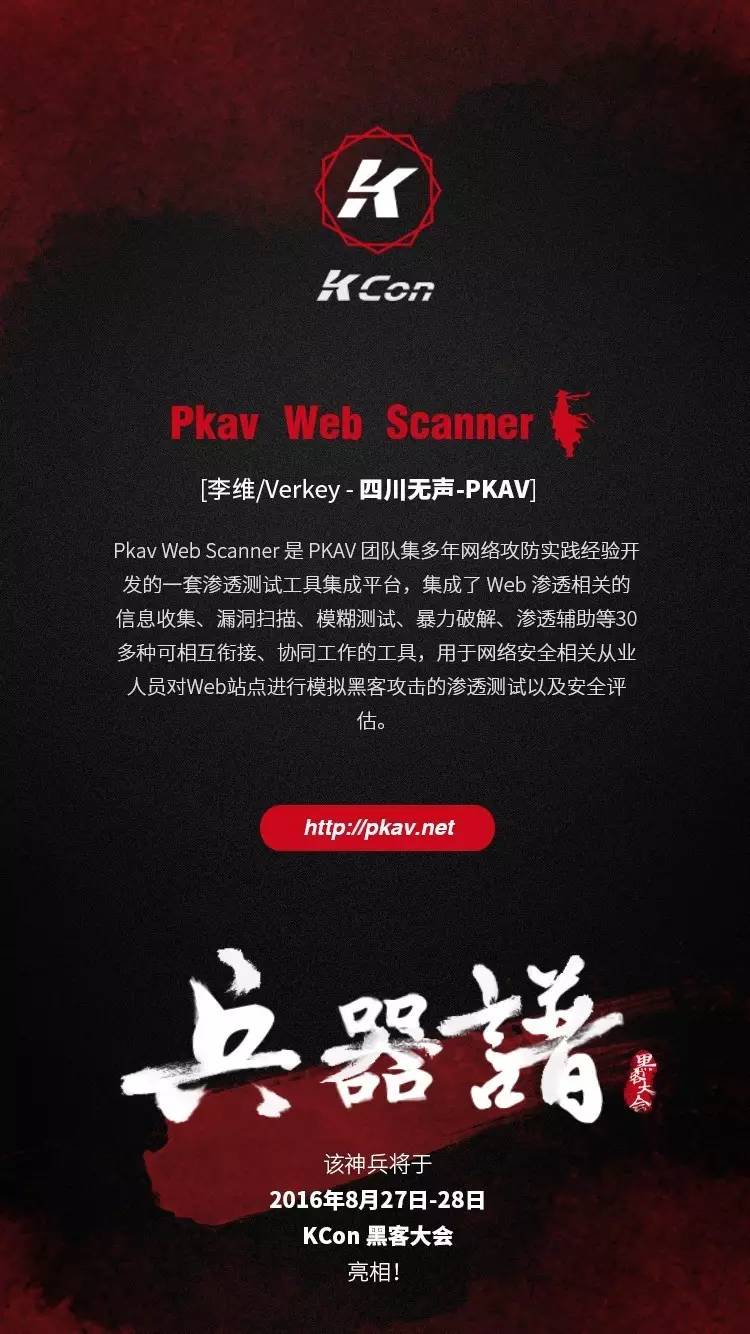 K
KCon
Pkav Web Scanner
[李维/Verkey - 四川无声-PKAV]
Pkav Web Scanner 是 PKAV 团队集多年网络攻防实践经验开
发的一套渗透测试工具集成平台，集成了 Web 渗透相关的
信息收集、漏洞扫描、模糊测试、暴力破解、渗透辅助等30
多种可相互衔接、协同工作的工具，用于网络安全相关从业
人员对Web站点进行模拟黑客攻击的渗透测试以及安全评
估。
http://pkav.net
兵器譜
黑客大会
该神兵将于
2016年8月27日-28日
KCon 黑客大会
亮相！